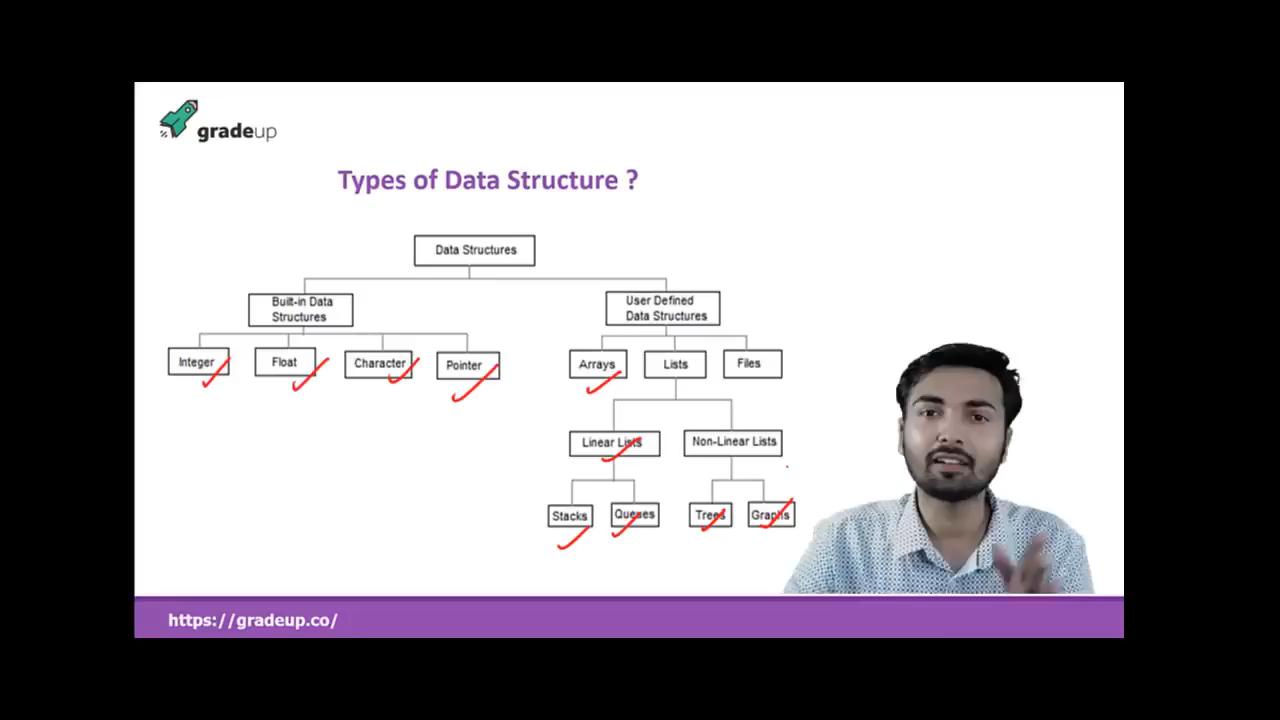 gradeup
Types of Data Structure ?
Data Structures
Built-in Data
Structures
User Defined
Data Structures
Integer
Float
Character
Pointer
Arrays
Lists
Files
Linear Lists
Non-Linear Lists
Stacks
Queues
Trees
Graphs
https://gradeup.co/